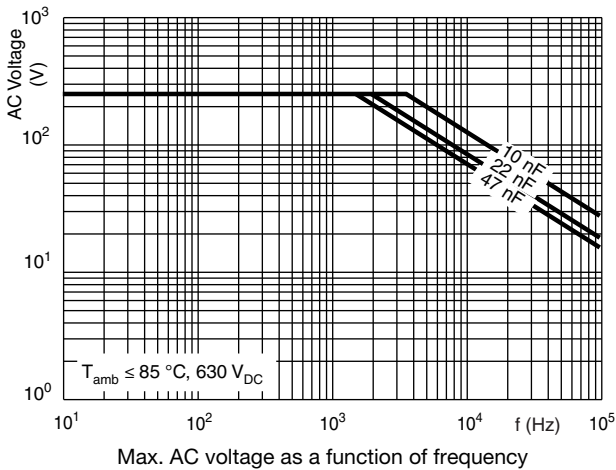 AC Voltage
(V)
10³
10²
10¹
10⁰
10 nF
22 nF
47 nF
T_amb ≤ 85 °C, 630 V_DC
10¹ 10² 10³ 10⁴ f (Hz) 10⁵
Max. AC voltage as a function of frequency